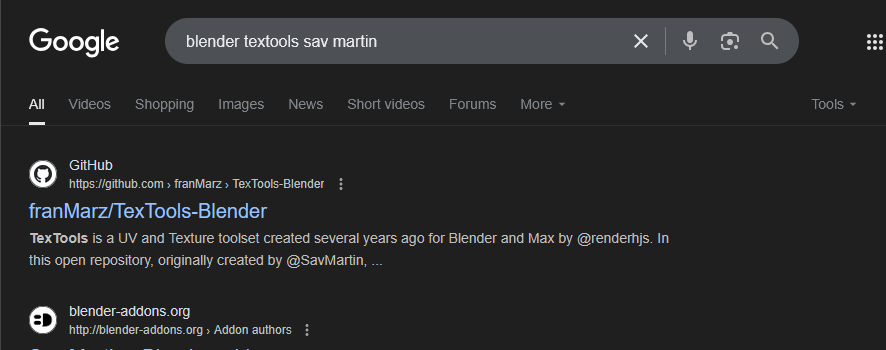 Google
blender textools sav martin
All Videos Shopping Images News Short videos Forums More Tools
GitHub
https://github.com › franMarz › TexTools-Blender
franMarz/TexTools-Blender
TexTools is a UV and Texture toolset created several years ago for Blender and Max by @renderhjs. In
this open repository, originally created by @SavMartin, ...
blender-addons.org
http://blender-addons.org › Addon authors